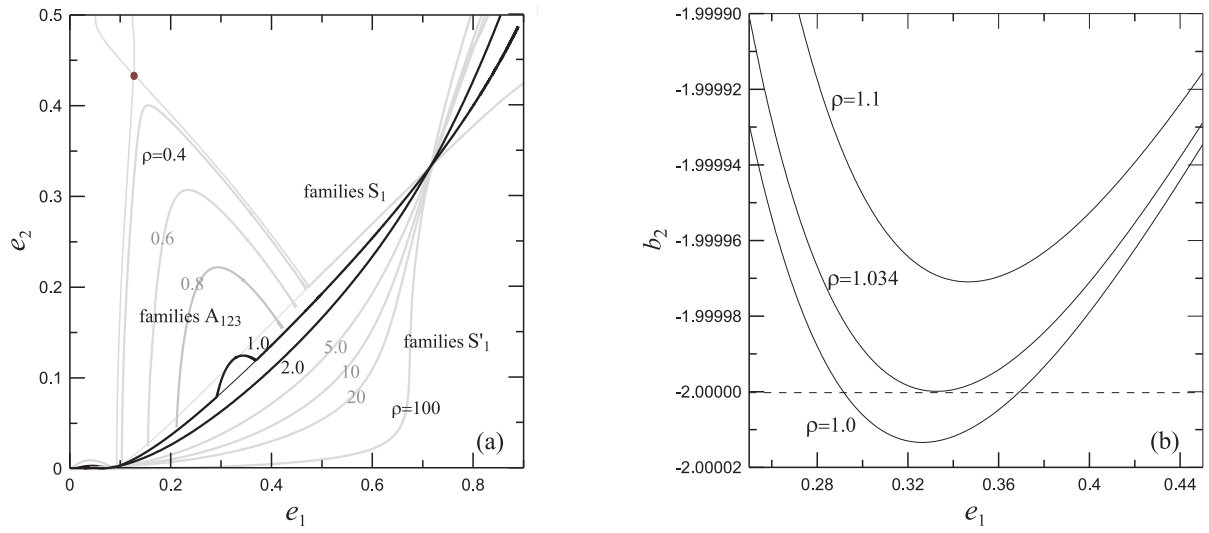 0.5
0.4
0.3
0.2
0.1
0
e₂
0
0.2
0.4
0.6
0.8
e₁
ρ=0.4
0.6
0.8
families A₁₂₃
1.0
2.0
families S₁
5.0
10
20
families S'₁
ρ=100
(a)
-1.99990
-1.99992
-1.99994
-1.99996
-1.99998
-2.00000
-2.00002
b₂
0.28
0.32
0.36
0.40
0.44
e₁
ρ=1.1
ρ=1.034
ρ=1.0
(b)